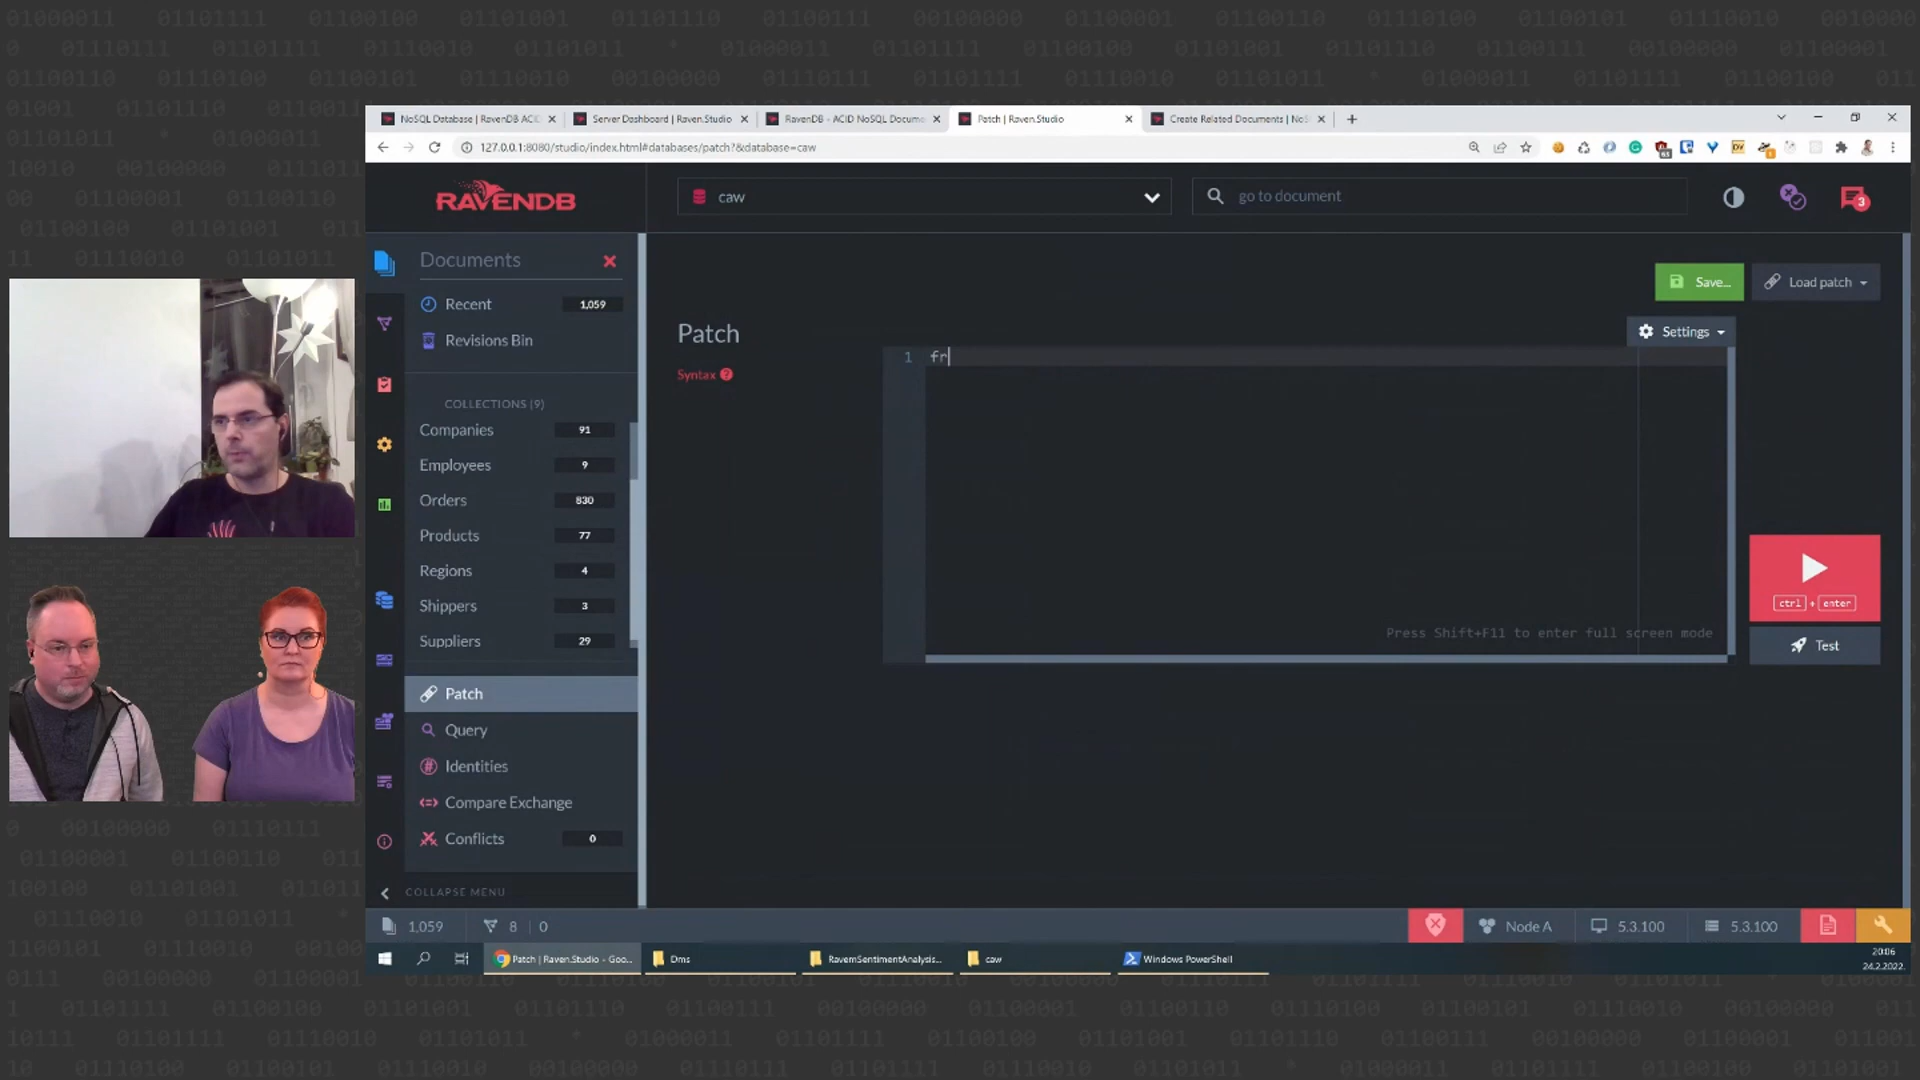 NoSQL Database | RavenDB ACID
Server Dashboard | Raven.Studio
RavenDB - ACID NoSQL Docume
Patch | Raven.Studio
Create Related Documents | NoS
127.0.0.1:8080/studio/index.html#databases/patch?&database=caw
RAVENDB
caw
go to document
3
Documents
Recent 1,059
Revisions Bin
COLLECTIONS (9)
Companies 91
Employees 9
Orders 830
Products 77
Regions 4
Shippers 3
Suppliers 29
Patch
Query
Identities
Compare Exchange
Conflicts 0
COLLAPSE MENU
Save...
Load patch
Patch
Settings
Syntax
1 fr
Press Shift+F11 to enter full screen mode
ctrl + enter
Test
1,059
8 | 0
Node A
5.3.100
5.3.100
Patch | Raven.Studio - Goo...
Dms
RavemSentimentAnalysis...
caw
Windows PowerShell
20:06
24.2.2022.